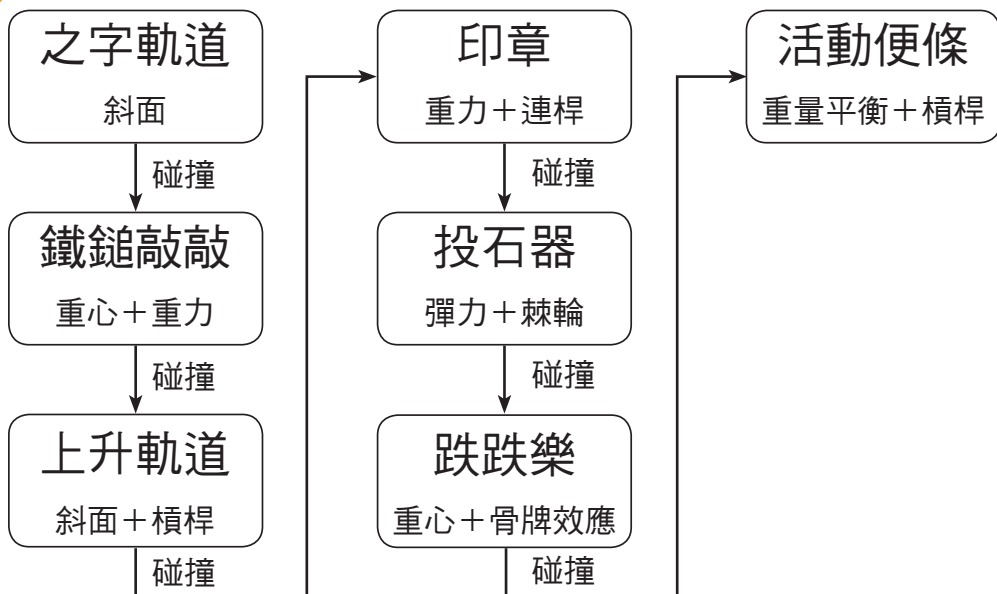 之字軌道
斜面
碰撞
鐵鎚敲敲
重心＋重力
碰撞
上升軌道
斜面＋槓桿
碰撞
印章
重力＋連桿
碰撞
投石器
彈力＋棘輪
碰撞
跌跌樂
重心＋骨牌效應
碰撞
活動便條
重量平衡＋槓桿